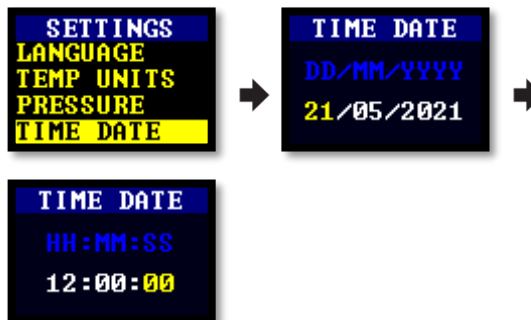 SETTINGS
LANGUAGE
TEMP UNITS
PRESSURE
TIME DATE
TIME DATE
DD/MM/YYYY
21/05/2021
TIME DATE
HH:MM:SS
12:00:00